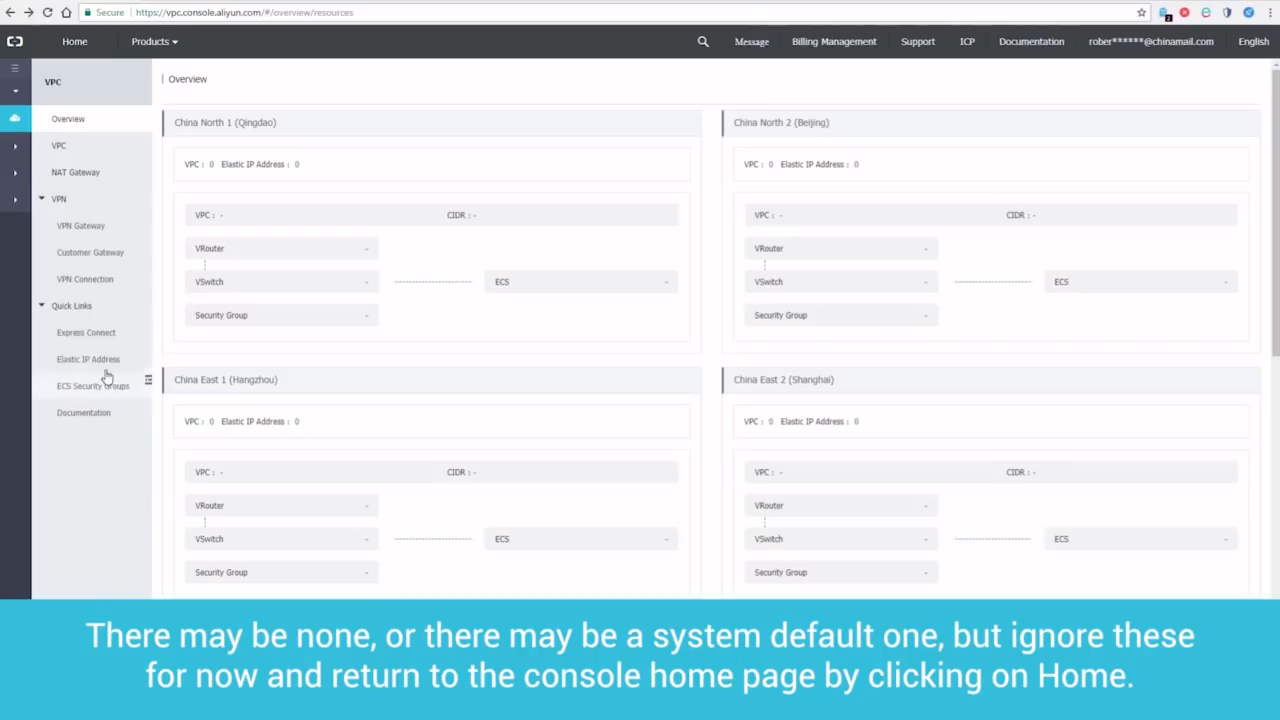 Secure https://vpc.console.aliyun.com/#/overview/resources
Home Products Message Billing Management Support ICP Documentation rober******@chinamail.com English
VPC
Overview
VPC
NAT Gateway
VPN
VPN Gateway
Customer Gateway
VPN Connection
Quick Links
Express Connect
Elastic IP Address
ECS Security Groups
Documentation
Overview
China North 1 (Qingdao)
VPC : 0 Elastic IP Address : 0
VPC : - CIDR : -
VRouter -
VSwitch - ECS -
Security Group -
China North 2 (Beijing)
VPC : 0 Elastic IP Address : 0
VPC : - CIDR : -
VRouter -
VSwitch - ECS -
Security Group -
China East 1 (Hangzhou)
VPC : 0 Elastic IP Address : 0
VPC : - CIDR : -
VRouter -
VSwitch - ECS -
Security Group -
China East 2 (Shanghai)
VPC : 0 Elastic IP Address : 0
VPC : - CIDR : -
VRouter -
VSwitch - ECS -
Security Group -
There may be none, or there may be a system default one, but ignore these
for now and return to the console home page by clicking on Home.